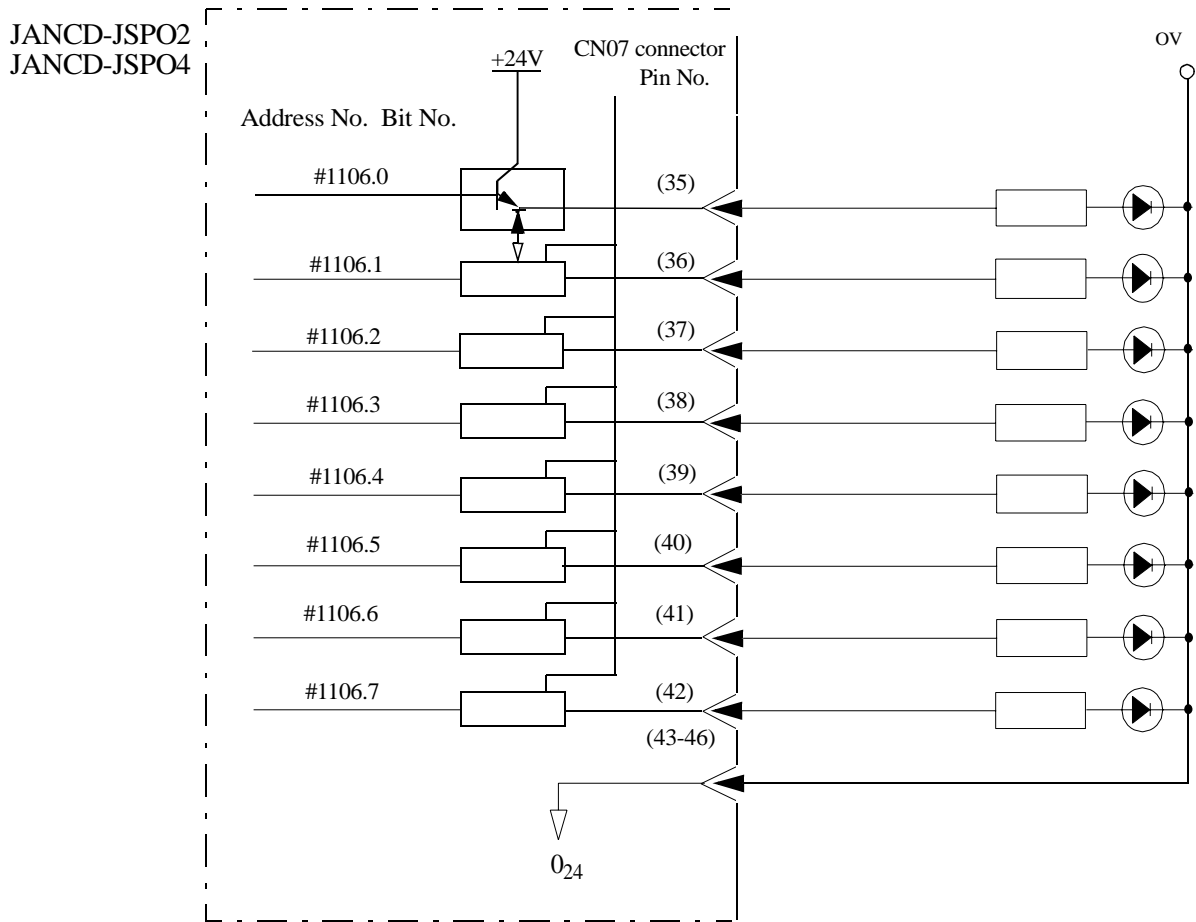 JANCD-JSPO2
JANCD-JSPO4
CN07 connector
Pin No.
+24V
OV
Address No. Bit No.
#1106.0
(35)
#1106.1
(36)
#1106.2
(37)
#1106.3
(38)
#1106.4
(39)
#1106.5
(40)
#1106.6
(41)
#1106.7
(42)
(43-46)
024